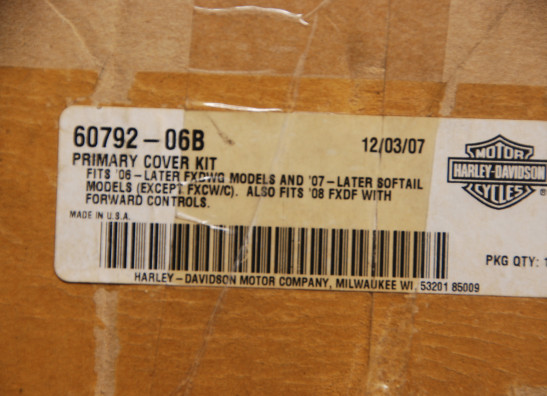 60792-06B 12/03/07
PRIMARY COVER KIT
FITS '06-LATER FXDWG MODELS AND '07-LATER SOFTAIL
MODELS (EXCEPT FXCW/C). ALSO FITS '08 FXDF WITH
FORWARD CONTROLS.
MADE IN U.S.A.
MOTOR
HARLEY-DAVIDSON
CYCLES
®
PKG QTY: 1
HARLEY-DAVIDSON MOTOR COMPANY, MILWAUKEE WI. 53201 85009